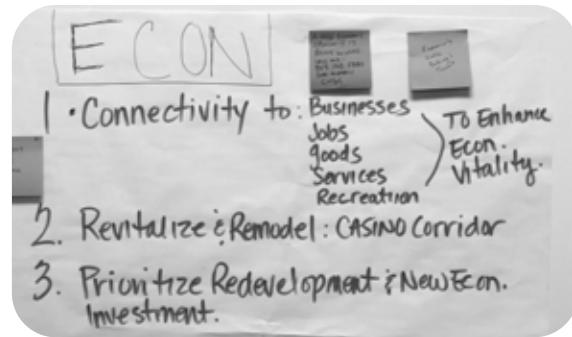 ECON
1. Connectivity to: Businesses
Jobs
goods
Services
Recreation
To Enhance
Econ.
Vitality.
2. Revitalize & Remodel: CASINO Corridor
3. Prioritize Redevelopment & New Econ.
Investment.